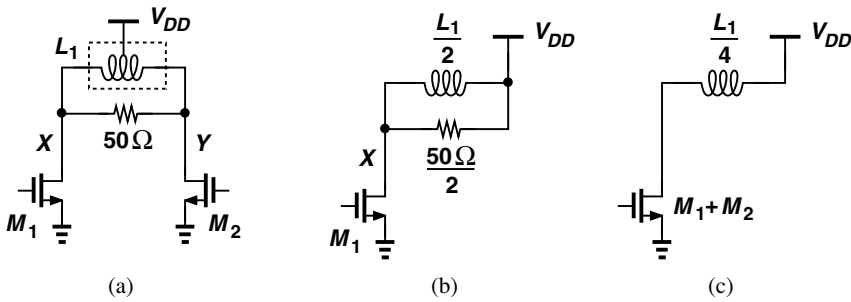 V_DD
L_1
50 Ω
X
Y
M_1
M_2
(a)
L_1
2
V_DD
X
50 Ω
2
M_1
(b)
L_1
4
V_DD
M_1+M_2
(c)